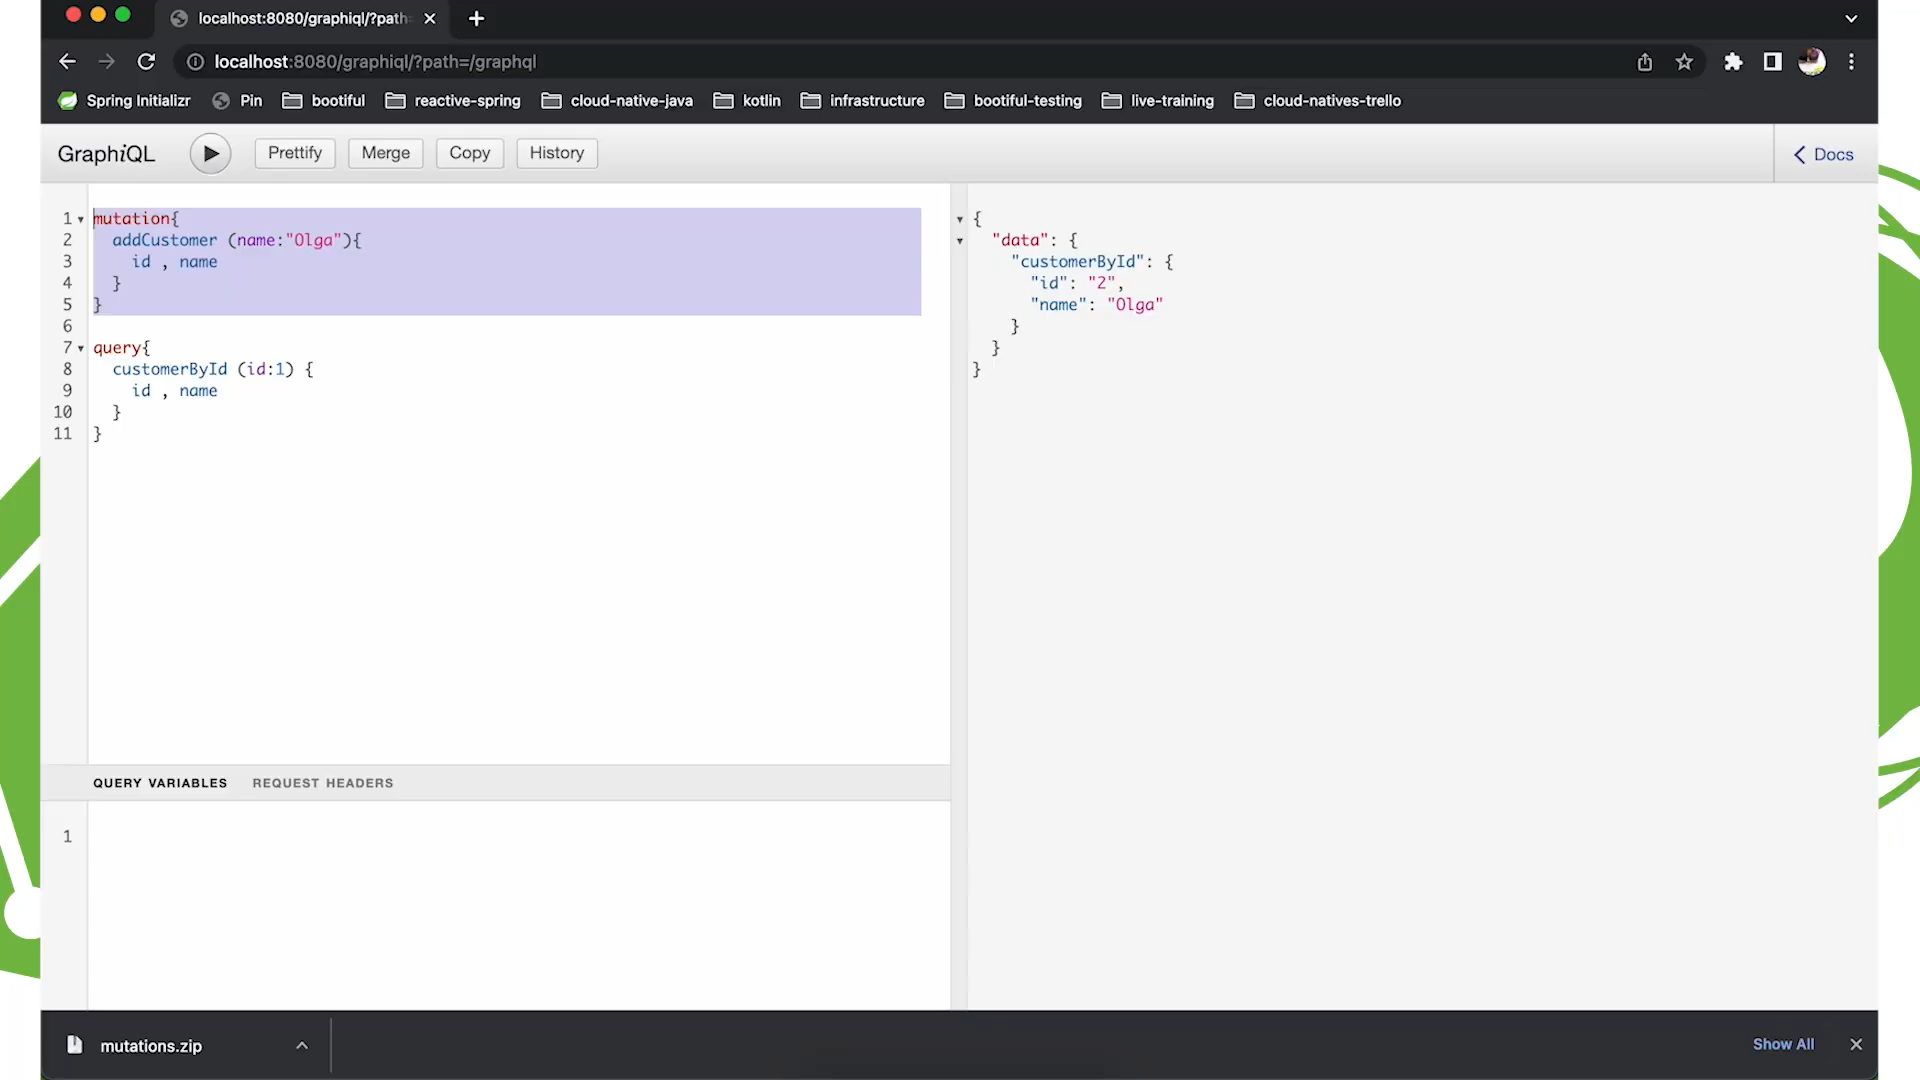 localhost:8080/graphiql/?path=
localhost:8080/graphiql/?path=/graphql
Spring Initializr Pin bootiful reactive-spring cloud-native-java kotlin infrastructure bootiful-testing live-training cloud-natives-trello
GraphiQL Prettify Merge Copy History Docs
1 mutation{
2 addCustomer (name:"Olga"){
3 id , name
4 }
5 }
6
7 query{
8 customerById (id:1) {
9 id , name
10 }
11 }
{
"data": {
"customerById": {
"id": "2",
"name": "Olga"
}
}
}
QUERY VARIABLES REQUEST HEADERS
1
mutations.zip Show All